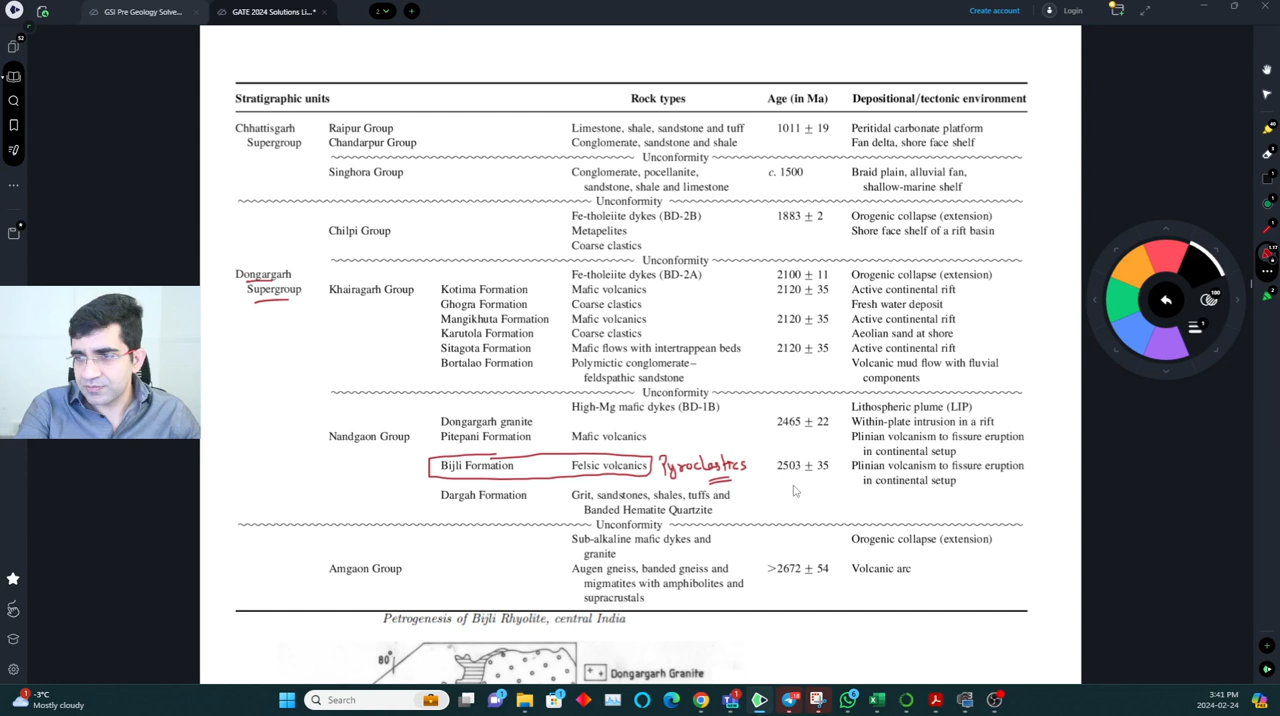 GSI Pre Geology Solve...
GATE 2024 Solutions Li...*
2
Create account
Login
Stratigraphic units Rock types Age (in Ma) Depositional/tectonic environment
Chhattisgarh Raipur Group Limestone, shale, sandstone and tuff 1011 ± 19 Peritidal carbonate platform
Supergroup Chandarpur Group Conglomerate, sandstone and shale Fan delta, shore face shelf
Unconformity
Singhora Group Conglomerate, pocellanite, c. 1500 Braid plain, alluvial fan,
sandstone, shale and limestone shallow-marine shelf
Unconformity
Fe-tholeiite dykes (BD-2B) 1883 ± 2 Orogenic collapse (extension)
Chilpi Group Metapelites Shore face shelf of a rift basin
Coarse clastics
Unconformity
Dongargarh Fe-tholeiite dykes (BD-2A) 2100 ± 11 Orogenic collapse (extension)
Supergroup Khairagarh Group Kotima Formation Mafic volcanics 2120 ± 35 Active continental rift
Ghogra Formation Coarse clastics Fresh water deposit
Mangikhuta Formation Mafic volcanics 2120 ± 35 Active continental rift
Karutola Formation Coarse clastics Aeolian sand at shore
Sitagota Formation Mafic flows with intertrappean beds 2120 ± 35 Active continental rift
Bortalao Formation Polymictic conglomerate– Volcanic mud flow with fluvial
feldspathic sandstone components
Unconformity
High-Mg mafic dykes (BD-1B) Lithospheric plume (LIP)
Dongargarh granite 2465 ± 22 Within-plate intrusion in a rift
Nandgaon Group Pitepani Formation Mafic volcanics Plinian volcanism to fissure eruption
in continental setup
Bijli Formation Felsic volcanics Pyroclastics 2503 ± 35 Plinian volcanism to fissure eruption
in continental setup
Dargah Formation Grit, sandstones, shales, tuffs and
Banded Hematite Quartzite
Unconformity
Sub-alkaline mafic dykes and Orogenic collapse (extension)
granite
Amgaon Group Augen gneiss, banded gneiss and >2672 ± 54 Volcanic arc
migmatites with amphibolites and
supracrustals
Petrogenesis of Bijli Rhyolite, central India
80°
++ Dongargarh Granite
-3°C
Mostly cloudy
Search
3:41 PM
2024-02-24